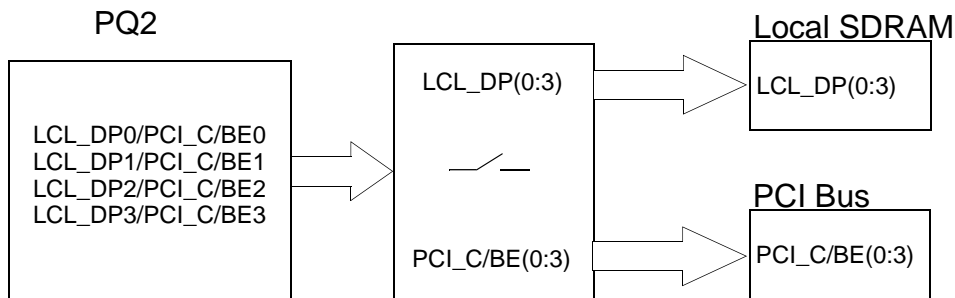 PQ2
LCL_DP0/PCI_C/BE0
LCL_DP1/PCI_C/BE1
LCL_DP2/PCI_C/BE2
LCL_DP3/PCI_C/BE3
LCL_DP(0:3)
PCI_C/BE(0:3)
Local SDRAM
LCL_DP(0:3)
PCI Bus
PCI_C/BE(0:3)